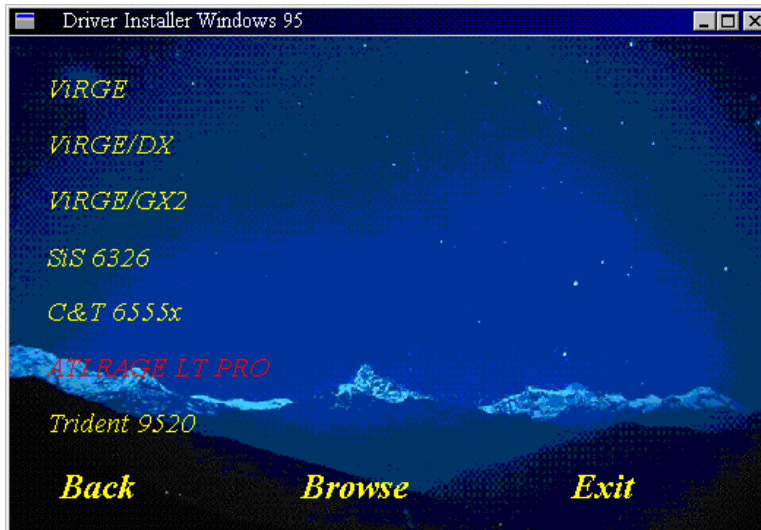 Driver Installer Windows 95
ViRGE
ViRGE/DX
ViRGE/GX2
SiS 6326
C&T 6555x
ATI RAGE LT PRO
Trident 9520
Back Browse Exit